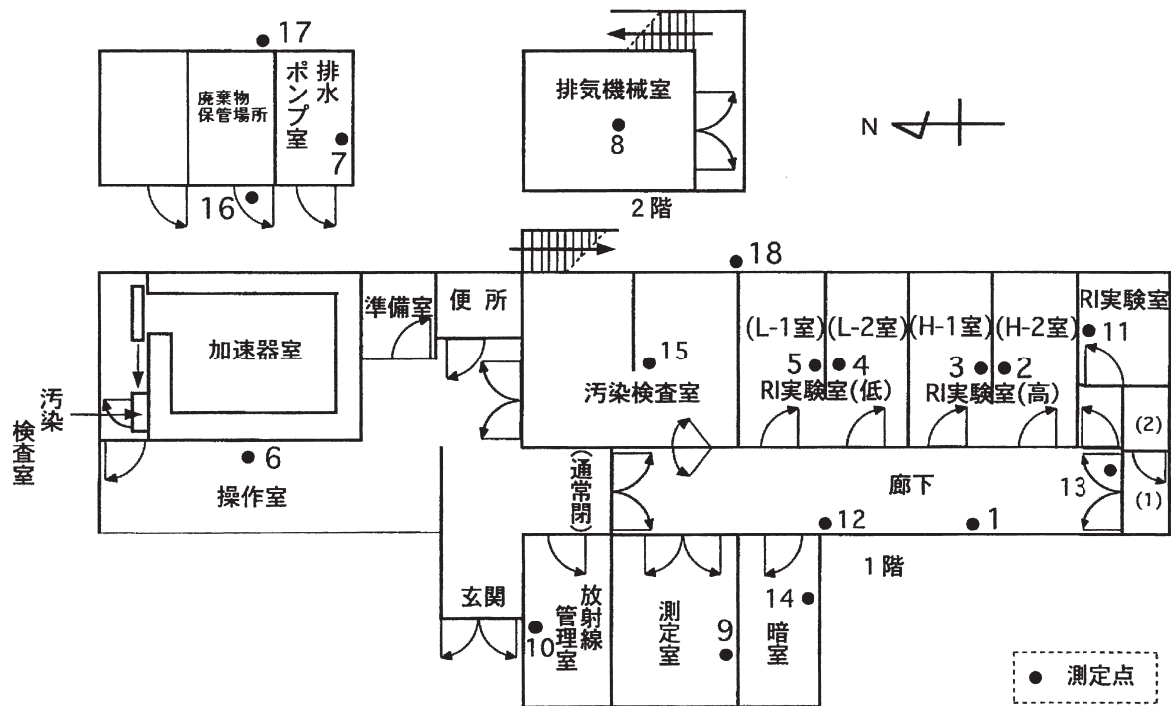 17
排水
ポンプ室
廃棄物
保管場所
7
16
排気機械室
8
2階
N
18
加速器室
準備室
便 所
汚染検査室
15
(L-1室)
(L-2室)
(H-1室)
(H-2室)
RI実験室
11
5
4
3
2
RI実験室(低)
RI実験室(高)
汚染
検査室
6
操作室
(通常閉)
廊下
13
(2)
(1)
12
1
1階
玄関
10
放射線
管理室
測定室
9
14
暗室
測定点